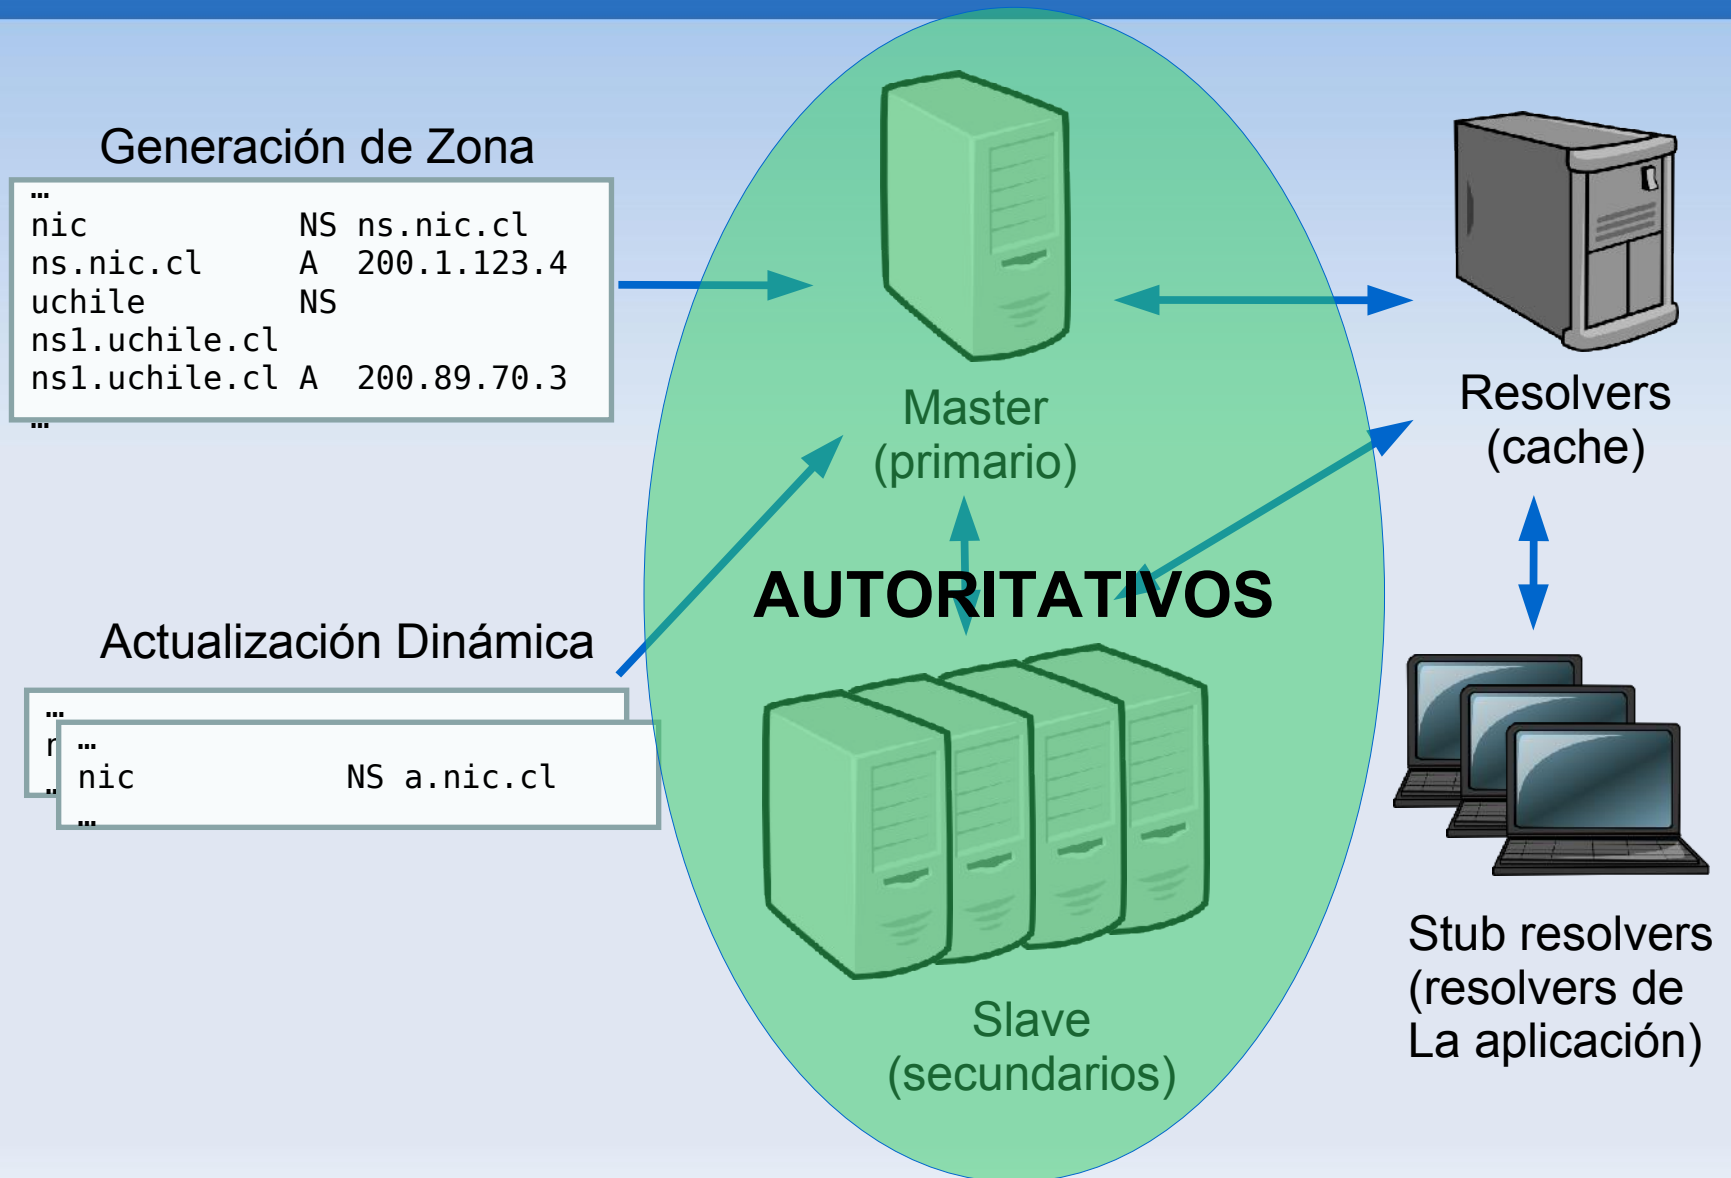 Generación de Zona
…
nic NS ns.nic.cl
ns.nic.cl A 200.1.123.4
uchile NS
ns1.uchile.cl
ns1.uchile.cl A 200.89.70.3
…
Actualización Dinámica
…
…
nic NS a.nic.cl
…
Master
(primario)
AUTORITATIVOS
Slave
(secundarios)
Resolvers
(cache)
Stub resolvers
(resolvers de
La aplicación)